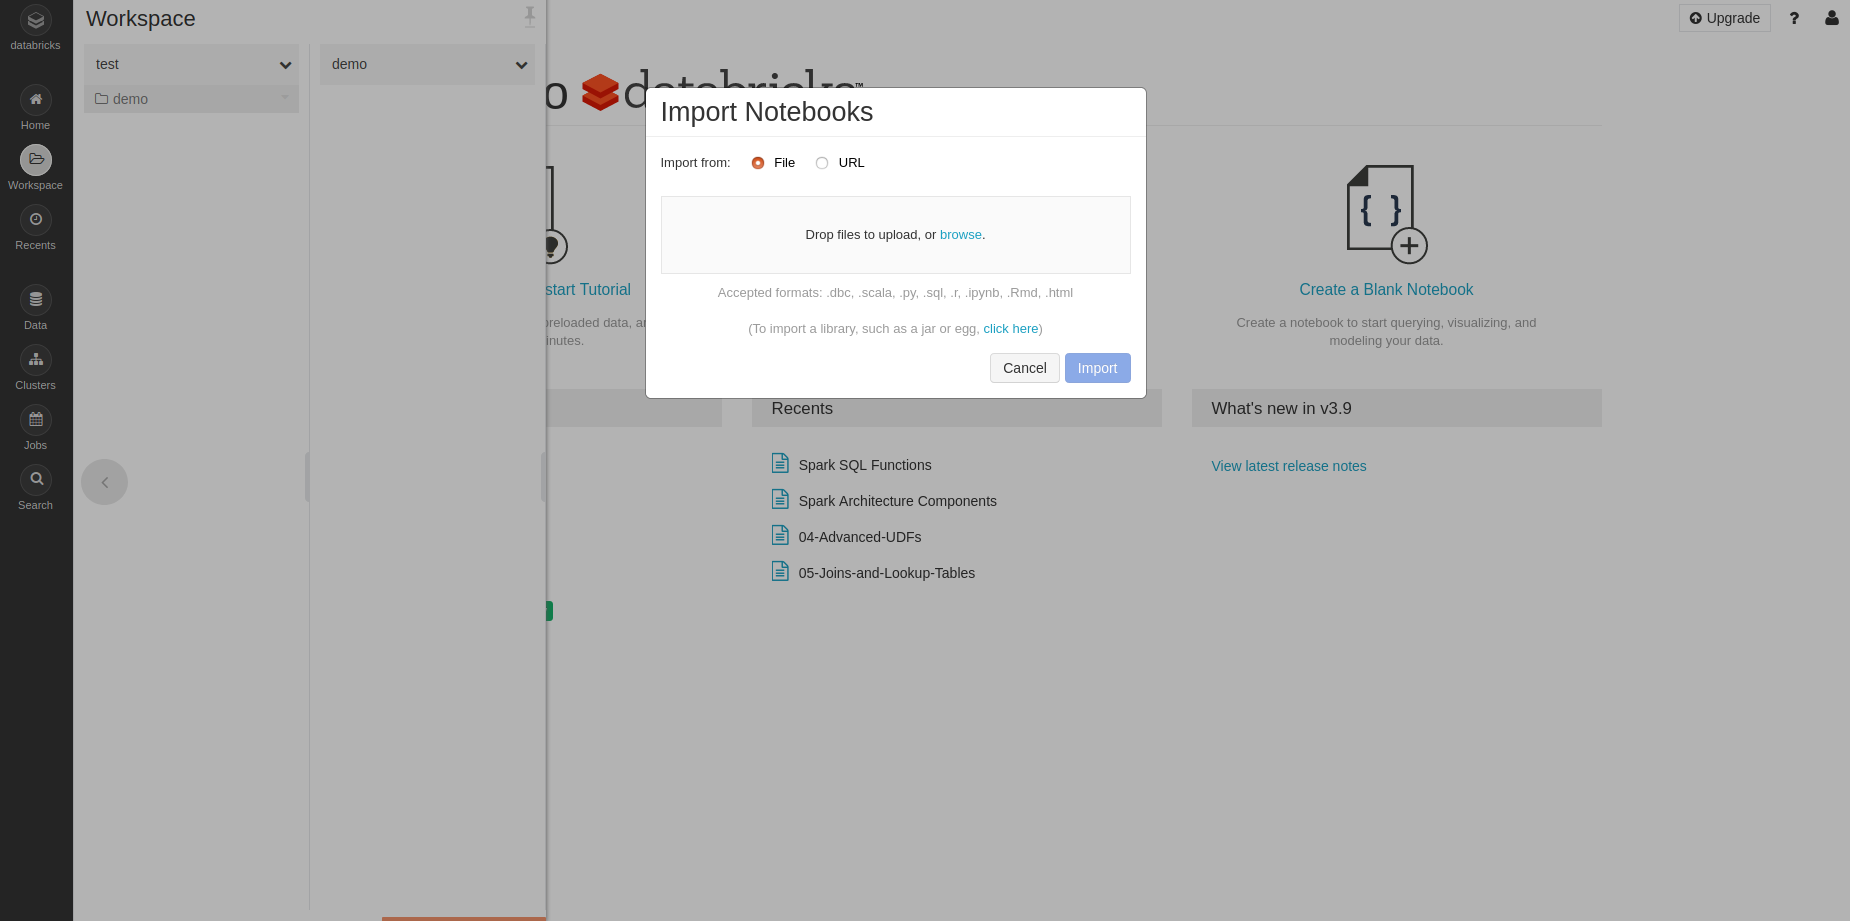 databricks
Home
Workspace
Recents
Data
Clusters
Jobs
Search
Workspace
test
demo
demo
Upgrade
?
o databricks™
Import Notebooks
Import from: File URL
Drop files to upload, or browse.
Accepted formats: .dbc, .scala, .py, .sql, .r, .ipynb, .Rmd, .html
(To import a library, such as a jar or egg, click here)
Cancel Import
start Tutorial
reloaded data, a
inutes.
{ }
Create a Blank Notebook
Create a notebook to start querying, visualizing, and
modeling your data.
Recents
Spark SQL Functions
Spark Architecture Components
04-Advanced-UDFs
05-Joins-and-Lookup-Tables
What's new in v3.9
View latest release notes